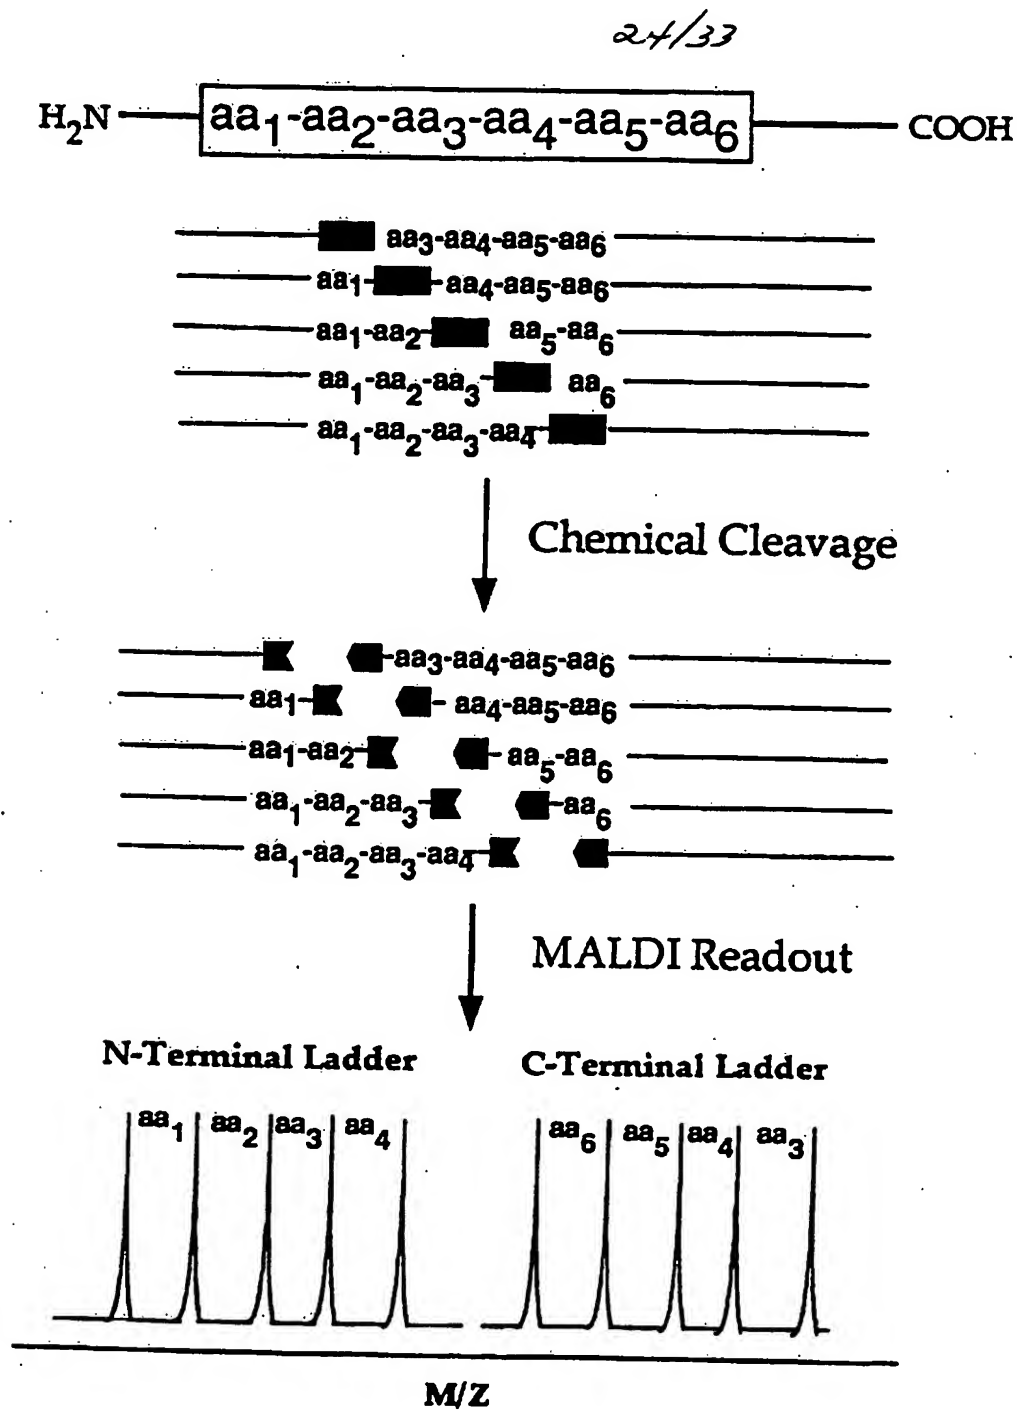 24/33
H₂N aa₁-aa₂-aa₃-aa₄-aa₅-aa₆ COOH
aa₃-aa₄-aa₅-aa₆
aa₁- -aa₄-aa₅-aa₆
aa₁-aa₂ aa₅-aa₆
aa₁-aa₂-aa₃- aa₆
aa₁-aa₂-aa₃-aa₄-
Chemical Cleavage
-aa₃-aa₄-aa₅-aa₆
aa₁- - aa₄-aa₅-aa₆
aa₁-aa₂- -aa₅-aa₆
aa₁-aa₂-aa₃- -aa₆
aa₁-aa₂-aa₃-aa₄-
MALDI Readout
N-Terminal Ladder C-Terminal Ladder
aa₁ aa₂ aa₃ aa₄ aa₆ aa₅ aa₄ aa₃
M/Z